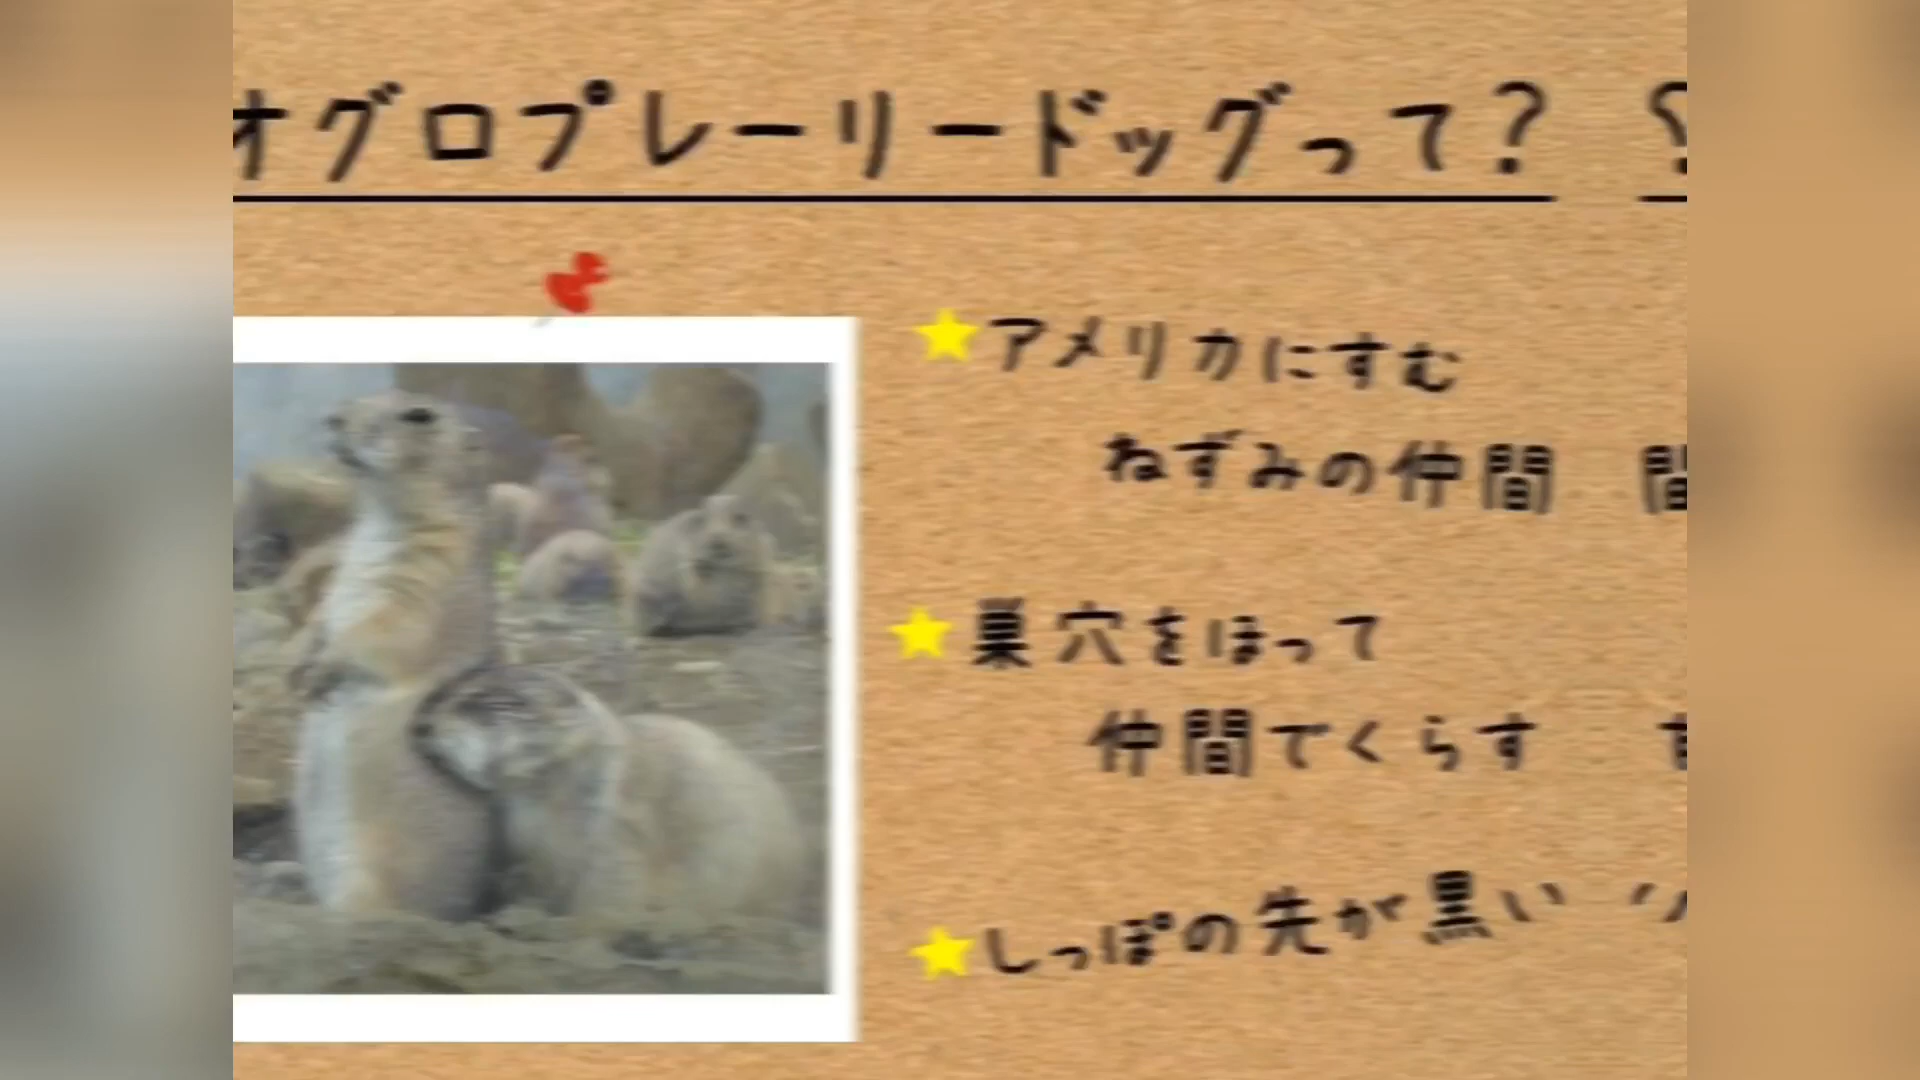 オグロプレーリードッグって?
★アメリカにすむ
ねずみの仲間
★巣穴をほって
仲間でくらす
★しっぽの先が黒い